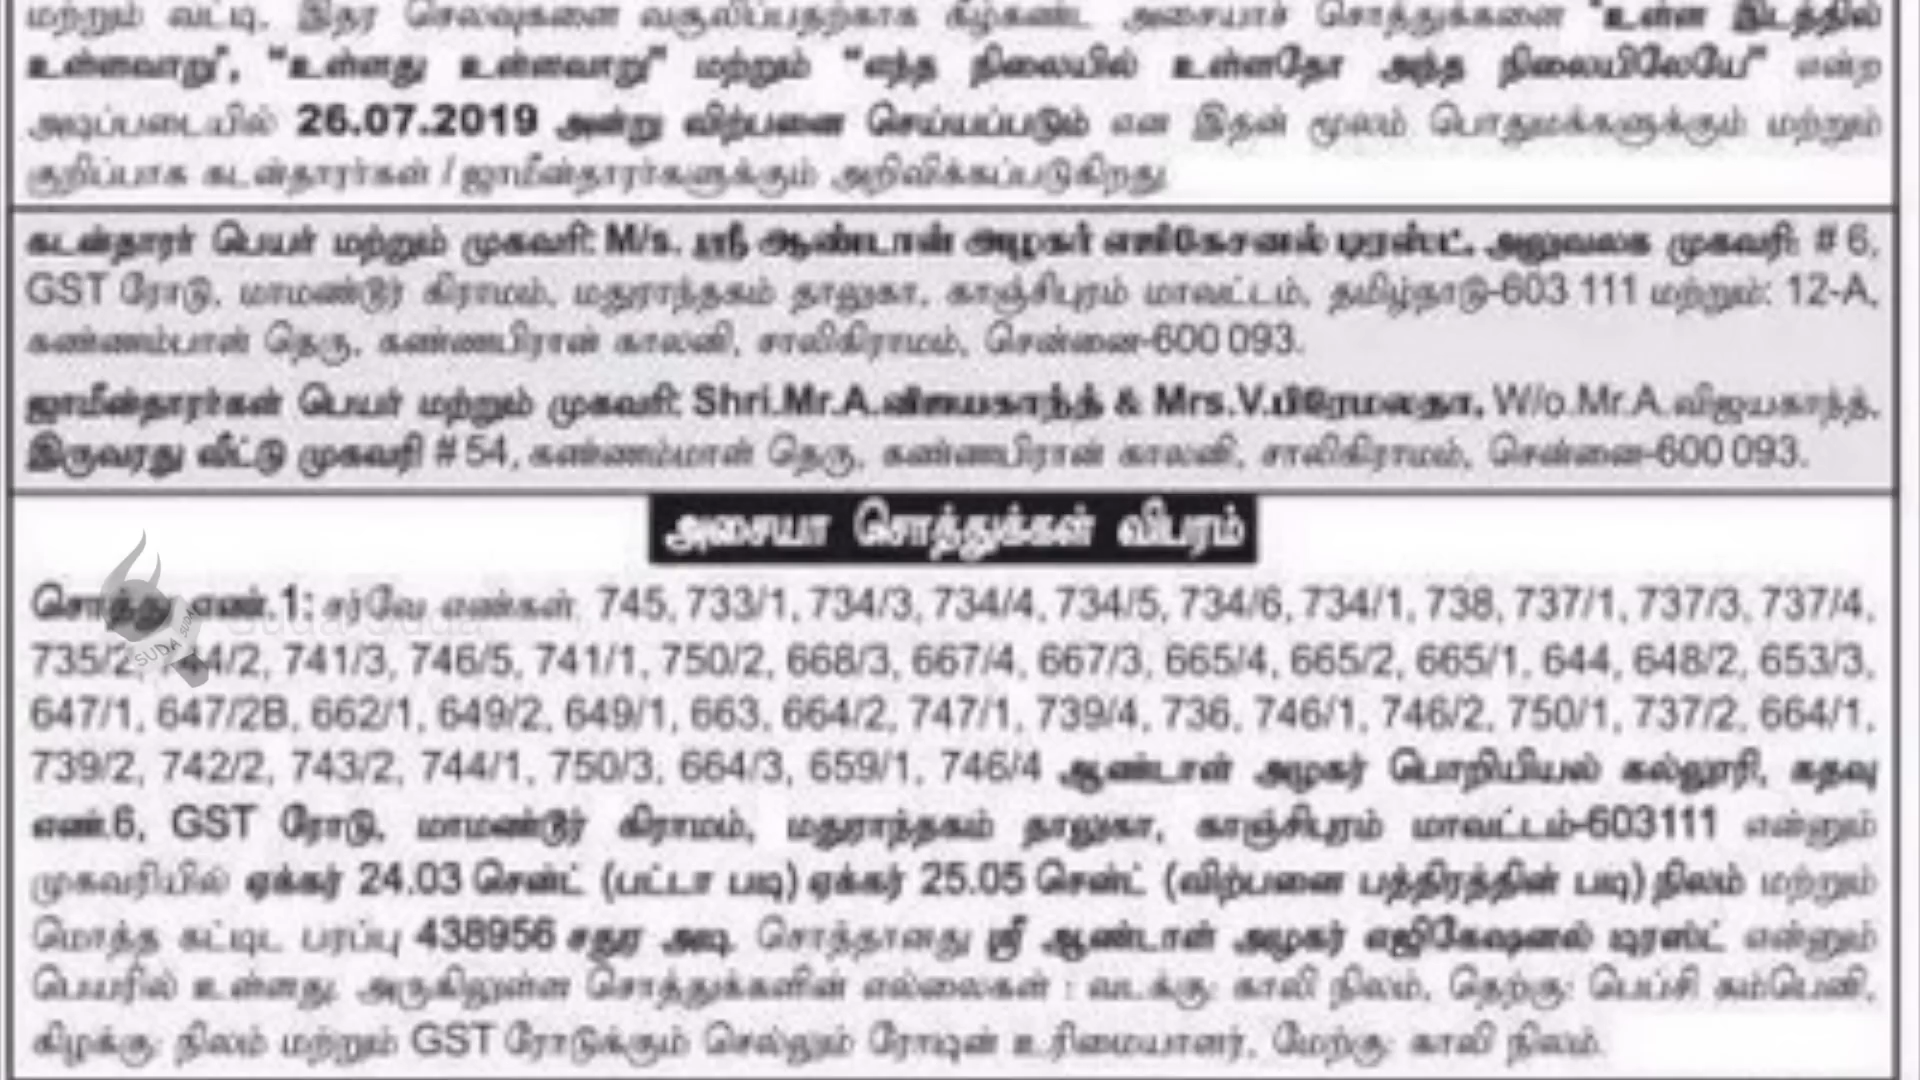 மற்றும் வட்டி, இதர செலவுகளை வசூலிப்பதற்காக கீழ்கண்ட அசையாச் சொத்துக்களை "உள்ள இடத்தில்
உள்ளவாறு", "உள்ளது உள்ளவாறு" மற்றும் "எந்த நிலையில் உள்ளதோ அந்த நிலையிலேயே" என்ற
அடிப்படையில் 26.07.2019 அன்று விற்பனை செய்யப்படும் என இதன் மூலம் பொதுமக்களுக்கும் மற்றும்
குறிப்பாக கடன்தாரர்கள் / ஜாமீன்தாரர்களுக்கும் அறிவிக்கப்படுகிறது.
கடன்தாரர் பெயர் மற்றும் முகவரி: M/s. ஸ்ரீ ஆண்டாள் அழகர் எஜிகேசனல் டிரஸ்ட், அலுவலக முகவரி: # 6,
GST ரோடு, மாமண்டூர் கிராமம், மதுராந்தகம் தாலுகா, காஞ்சிபுரம் மாவட்டம், தமிழ்நாடு-603 111 மற்றும்: 12-A,
கண்ணம்பாள் தெரு, கண்ணபிரான் காலனி, சாலிகிராமம், சென்னை-600 093.
ஜாமீன்தாரர்கள் பெயர் மற்றும் முகவரி: Shri.Mr.A.விஜயகாந்த் & Mrs.V.பிரேமலதா, W/o.Mr.A.விஜயகாந்த்,
இருவரது வீட்டு முகவரி # 54, கண்ணம்மாள் தெரு, கண்ணபிரான் காலனி, சாலிகிராமம், சென்னை-600 093.
அசையா சொத்துக்கள் விபரம்
சொத்து எண்.1: சர்வே எண்கள் 745, 733/1, 734/3, 734/4, 734/5, 734/6, 734/1, 738, 737/1, 737/3, 737/4,
735/2, 744/2, 741/3, 746/5, 741/1, 750/2, 668/3, 667/4, 667/3, 665/4, 665/2, 665/1, 644, 648/2, 653/3,
647/1, 647/2B, 662/1, 649/2, 649/1, 663, 664/2, 747/1, 739/4, 736, 746/1, 746/2, 750/1, 737/2, 664/1,
739/2, 742/2, 743/2, 744/1, 750/3, 664/3, 659/1, 746/4 ஆண்டாள் அழகர் பொறியியல் கல்லூரி, கதவு
எண்.6, GST ரோடு, மாமண்டூர் கிராமம், மதுராந்தகம் தாலுகா, காஞ்சிபுரம் மாவட்டம்-603111 என்னும்
முகவரியில் ஏக்கர் 24.03 சென்ட் (பட்டா படி) ஏக்கர் 25.05 சென்ட் (விற்பனை பத்திரத்தின் படி) நிலம் மற்றும்
மொத்த கட்டிட பரப்பு 438956 சதுர அடி. சொத்தானது ஸ்ரீ ஆண்டாள் அழகர் எஜிகேஷனல் டிரஸ்ட் என்னும்
பெயரில் உள்ளது. அருகிலுள்ள சொத்துக்களின் எல்லைகள் : வடக்கு: காலி நிலம், தெற்கு: பெப்சி கம்பெனி,
கிழக்கு: நிலம் மற்றும் GST ரோடுக்கும் செல்லும் ரோடின் உரிமையாளர், மேற்கு: காலி நிலம்.
SUDA SUDA